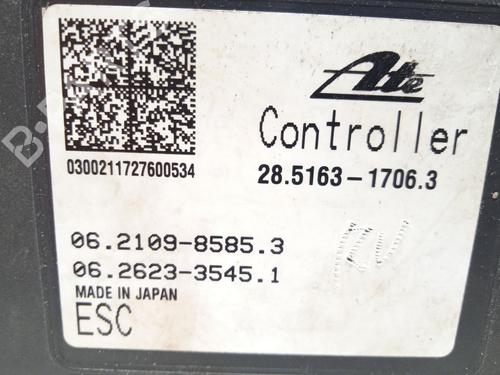 Ate
Controller
0300211727600534
28.5163-1706.3
06.2109-8585.3
06.2623-3545.1
MADE IN JAPAN
ESC